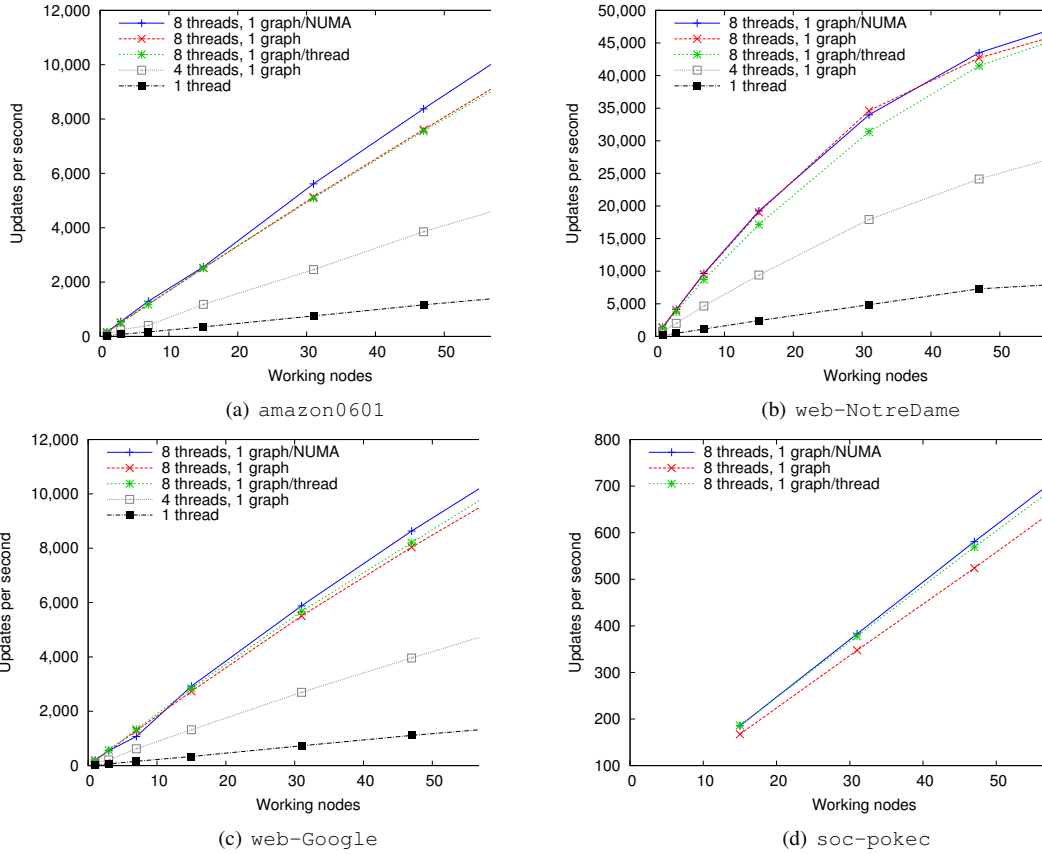 8 threads, 1 graph/NUMA
8 threads, 1 graph
8 threads, 1 graph/thread
4 threads, 1 graph
1 thread
12,000
10,000
8,000
6,000
4,000
2,000
0
Updates per second
0 10 20 30 40 50
Working nodes
(a) amazon0601
8 threads, 1 graph/NUMA
8 threads, 1 graph
8 threads, 1 graph/thread
4 threads, 1 graph
1 thread
50,000
45,000
40,000
35,000
30,000
25,000
20,000
15,000
10,000
5,000
0
Updates per second
0 10 20 30 40 50
Working nodes
(b) web-NotreDame
8 threads, 1 graph/NUMA
8 threads, 1 graph
8 threads, 1 graph/thread
4 threads, 1 graph
1 thread
12,000
10,000
8,000
6,000
4,000
2,000
0
Updates per second
0 10 20 30 40 50
Working nodes
(c) web-Google
8 threads, 1 graph/NUMA
8 threads, 1 graph
8 threads, 1 graph/thread
800
700
600
500
400
300
200
100
Updates per second
0 10 20 30 40 50
Working nodes
(d) soc-pokec